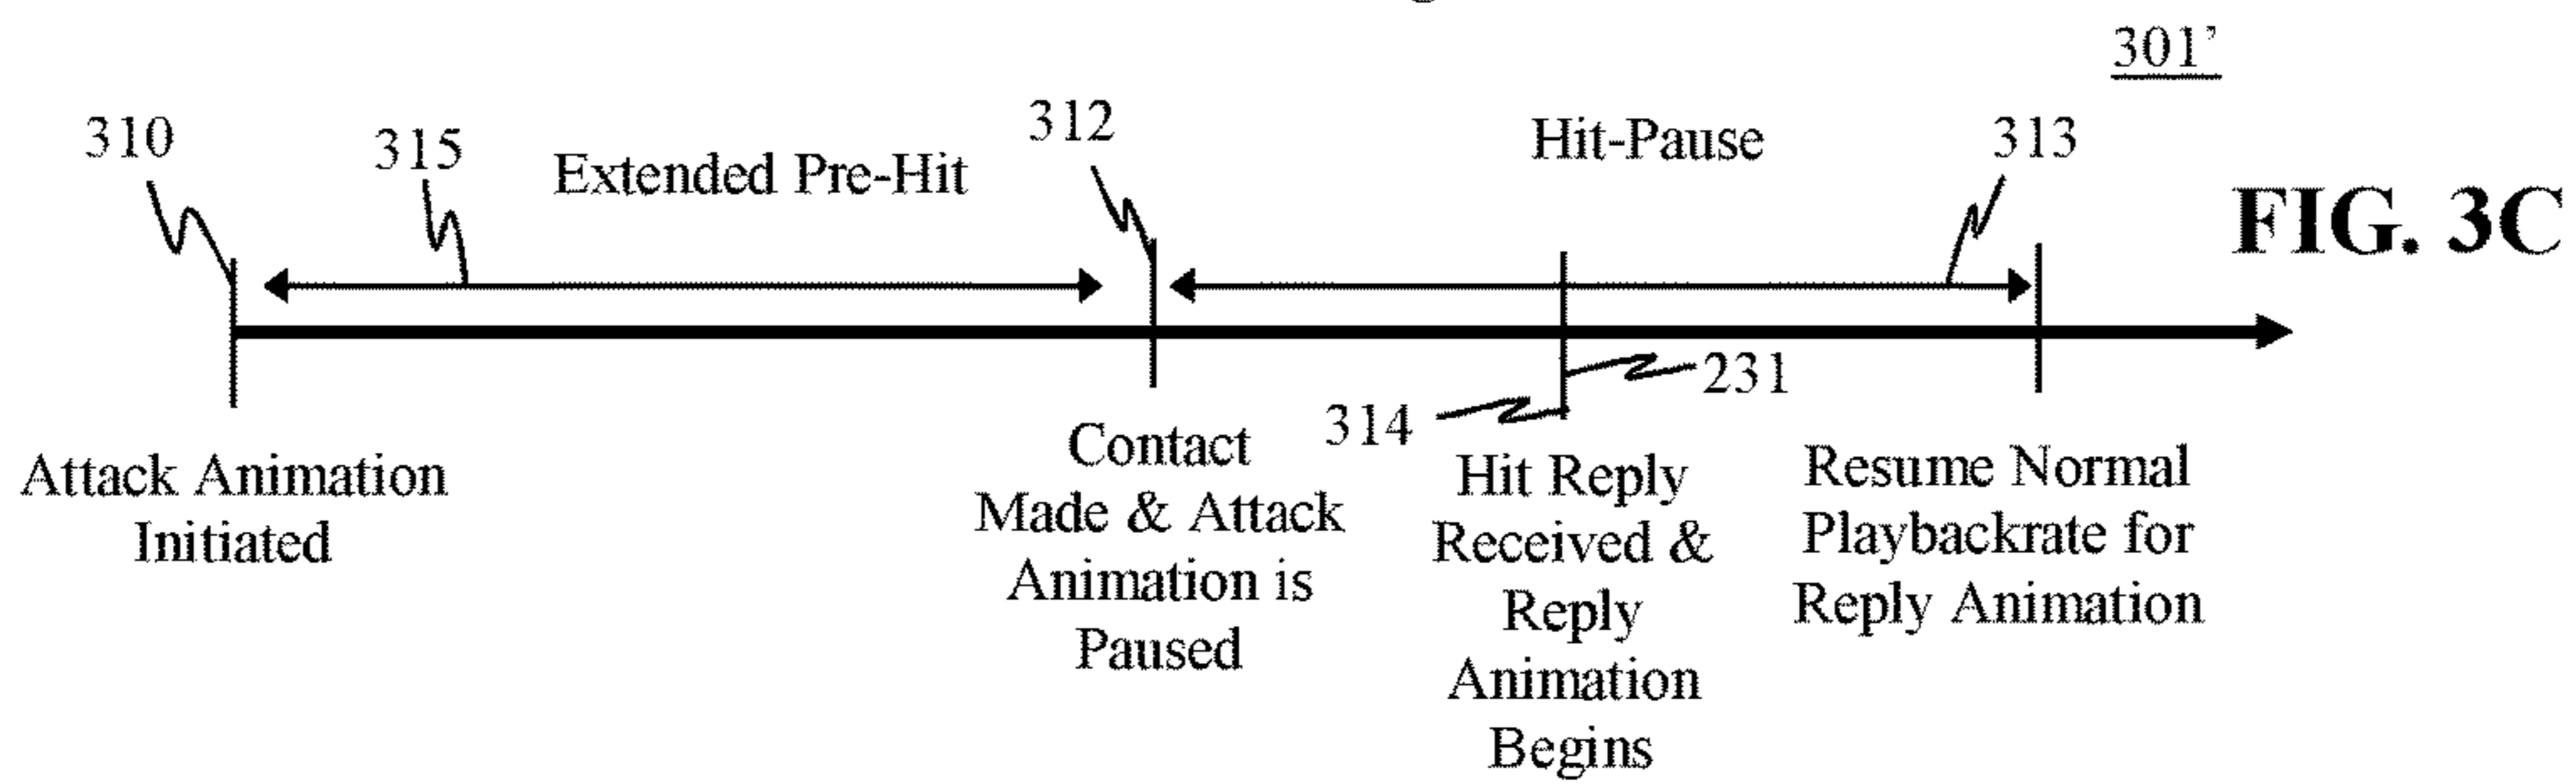 301’
310
315
Extended Pre-Hit
312
Hit-Pause
313
FIG. 3C
231
314
Attack Animation
Initiated
Contact
Made & Attack
Animation is
Paused
Hit Reply
Received &
Reply
Animation
Begins
Resume Normal
Playbackrate for
Reply Animation